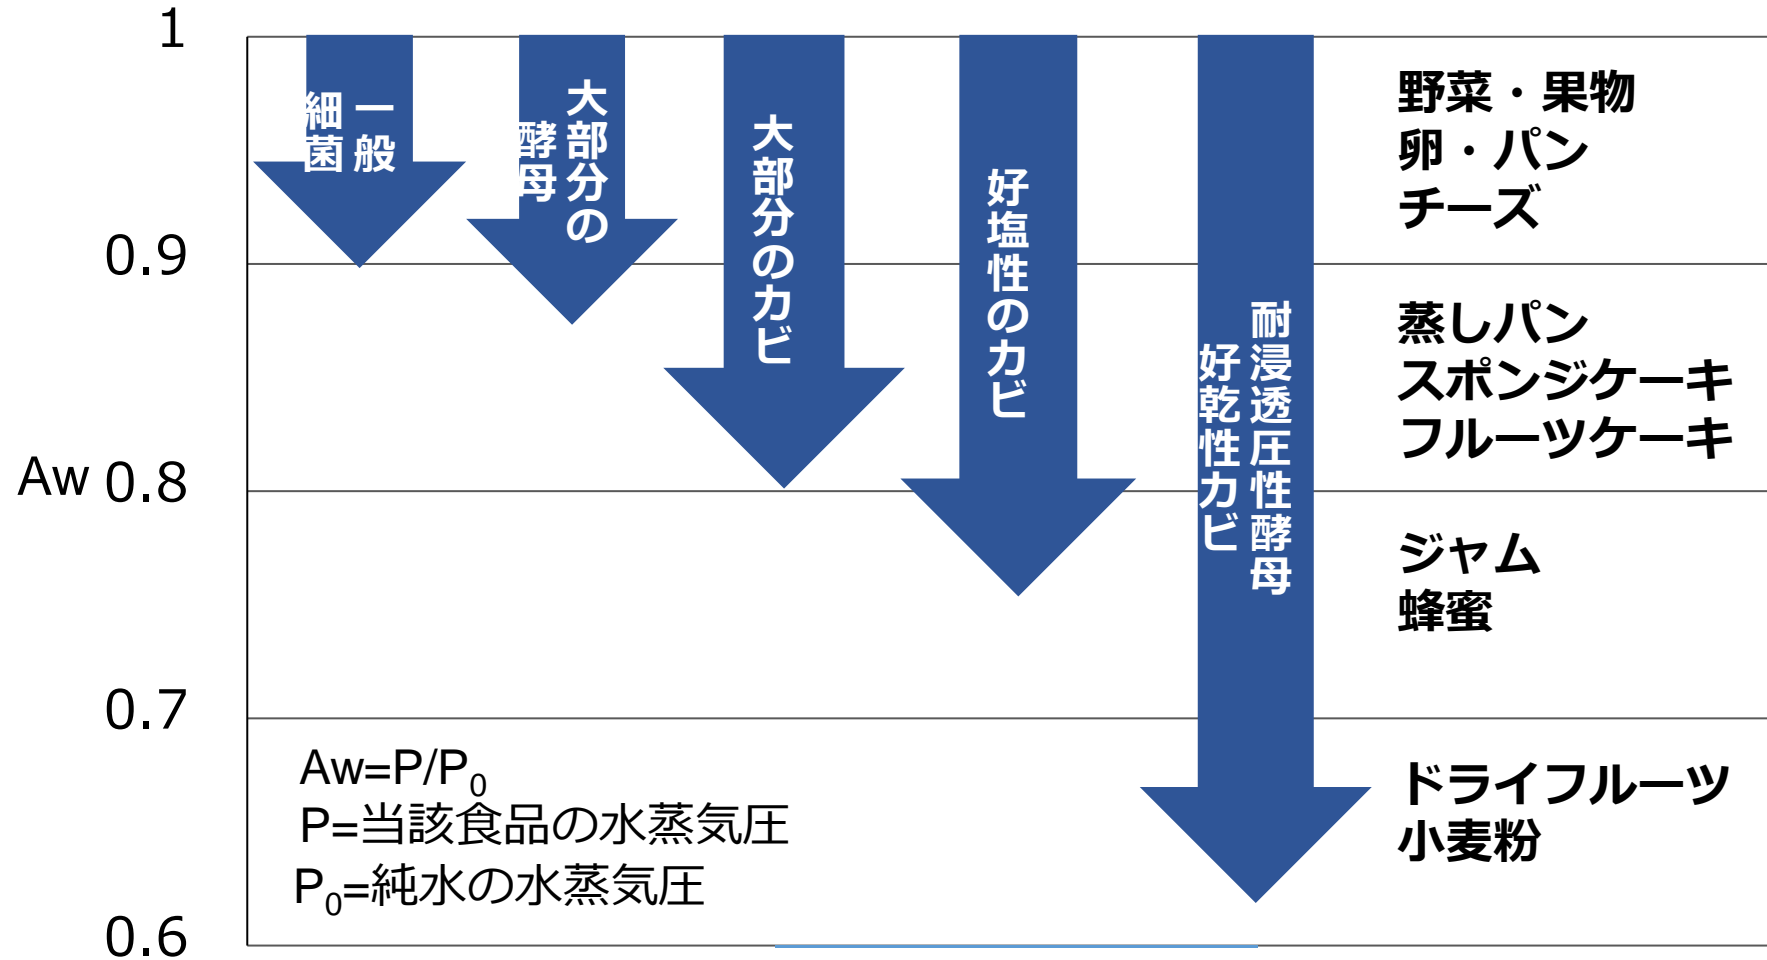 1
0.9
Aw 0.8
0.7
0.6
一般
細菌
大部分の
酵母
大部分のカビ
好塩性のカビ
耐浸透圧性酵母
好乾性カビ
野菜・果物
卵・パン
チーズ
蒸しパン
スポンジケーキ
フルーツケーキ
ジャム
蜂蜜
ドライフルーツ
小麦粉
Aw=P/P₀
P=当該食品の水蒸気圧
P₀=純水の水蒸気圧